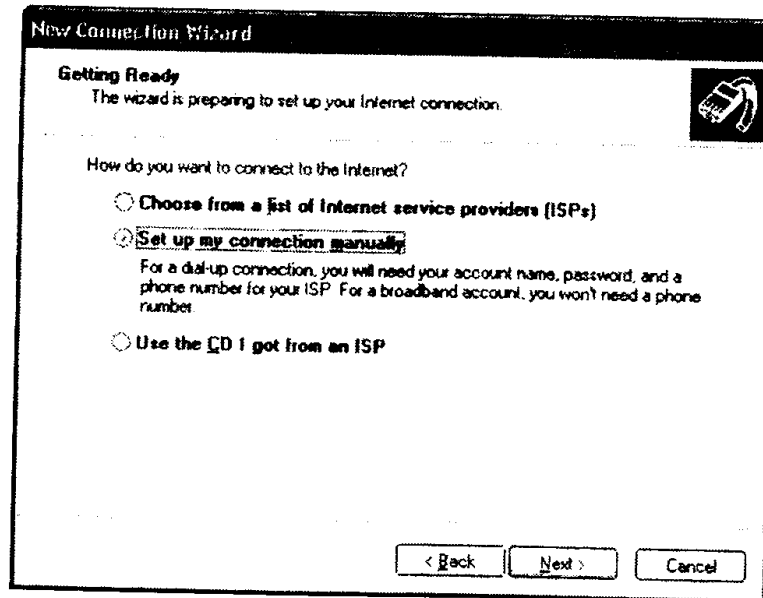 New Connection Wizard
Getting Ready
The wizard is preparing to set up your Internet connection.
How do you want to connect to the Internet?
Choose from a list of Internet service providers (ISPs)
Set up my connection manually
For a dial-up connection, you will need your account name, password, and a
phone number for your ISP. For a broadband account, you won't need a phone
number.
Use the CD I got from an ISP
< Back
Next >
Cancel